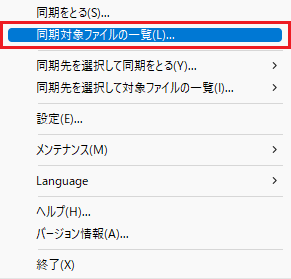 同期をとる(S)...
同期対象ファイルの一覧(L)...
同期先を選択して同期をとる(Y)...
同期先を選択して対象ファイルの一覧(I)...
設定(E)...
メンテナンス(M)
Language
ヘルプ(H)...
バージョン情報(A)...
終了(X)